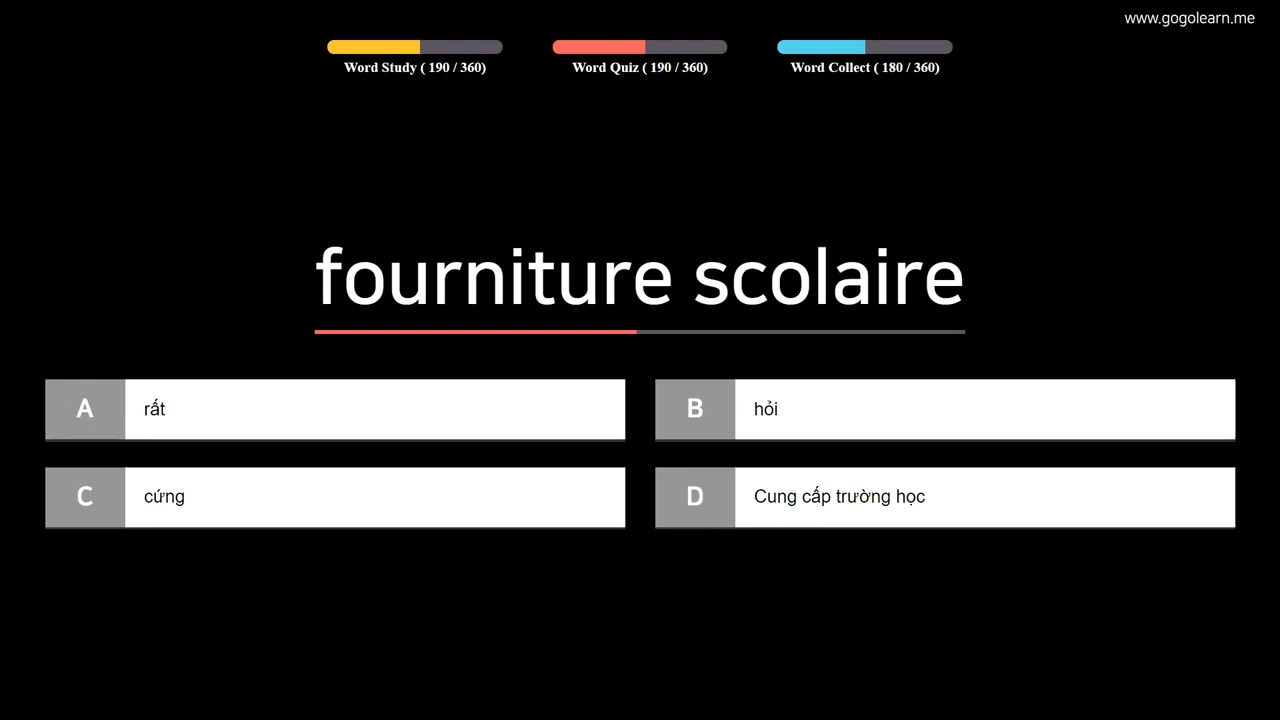 www.gogolearn.me
Word Study ( 190 / 360)
Word Quiz ( 190 / 360)
Word Collect ( 180 / 360)
fourniture scolaire
A rất
B hỏi
C cứng
D Cung cấp trường học